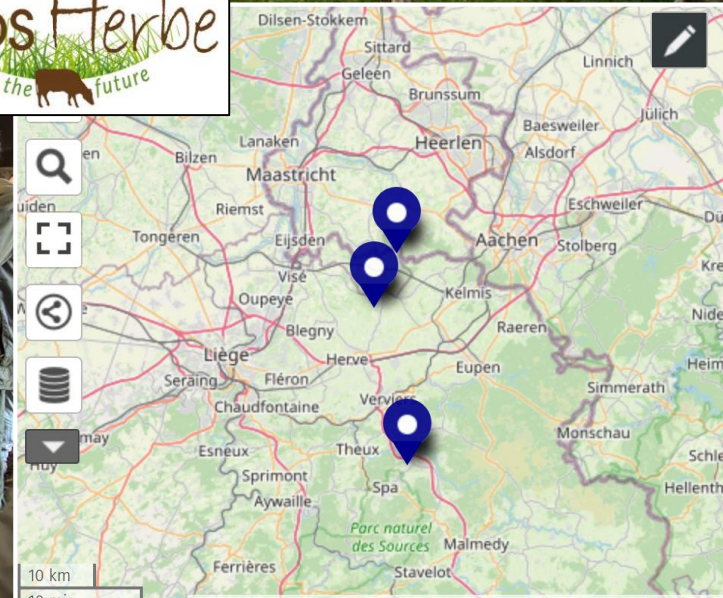 Herbe
the future
Dilsen-Stokkem
Sittard
Linnich
Geleen
Brunssum
Jülich
Baesweiler
Lanaken
Heerlen
Alsdorf
Bilzen
Maastricht
Eschweiler
Riemst
Tongeren
Eijsden
Aachen
Stolberg
Visé
Oupeye
Kelmis
Blegny
Raeren
Liège
Herve
Eupen
Seraing
Fléron
Simmerath
Chaudfontaine
Verviers
Monschau
Esneux
Theux
Sprimont
Spa
Aywaille
Parc naturel
des Sources
Malmedy
Ferrières
Stavelot
10 km